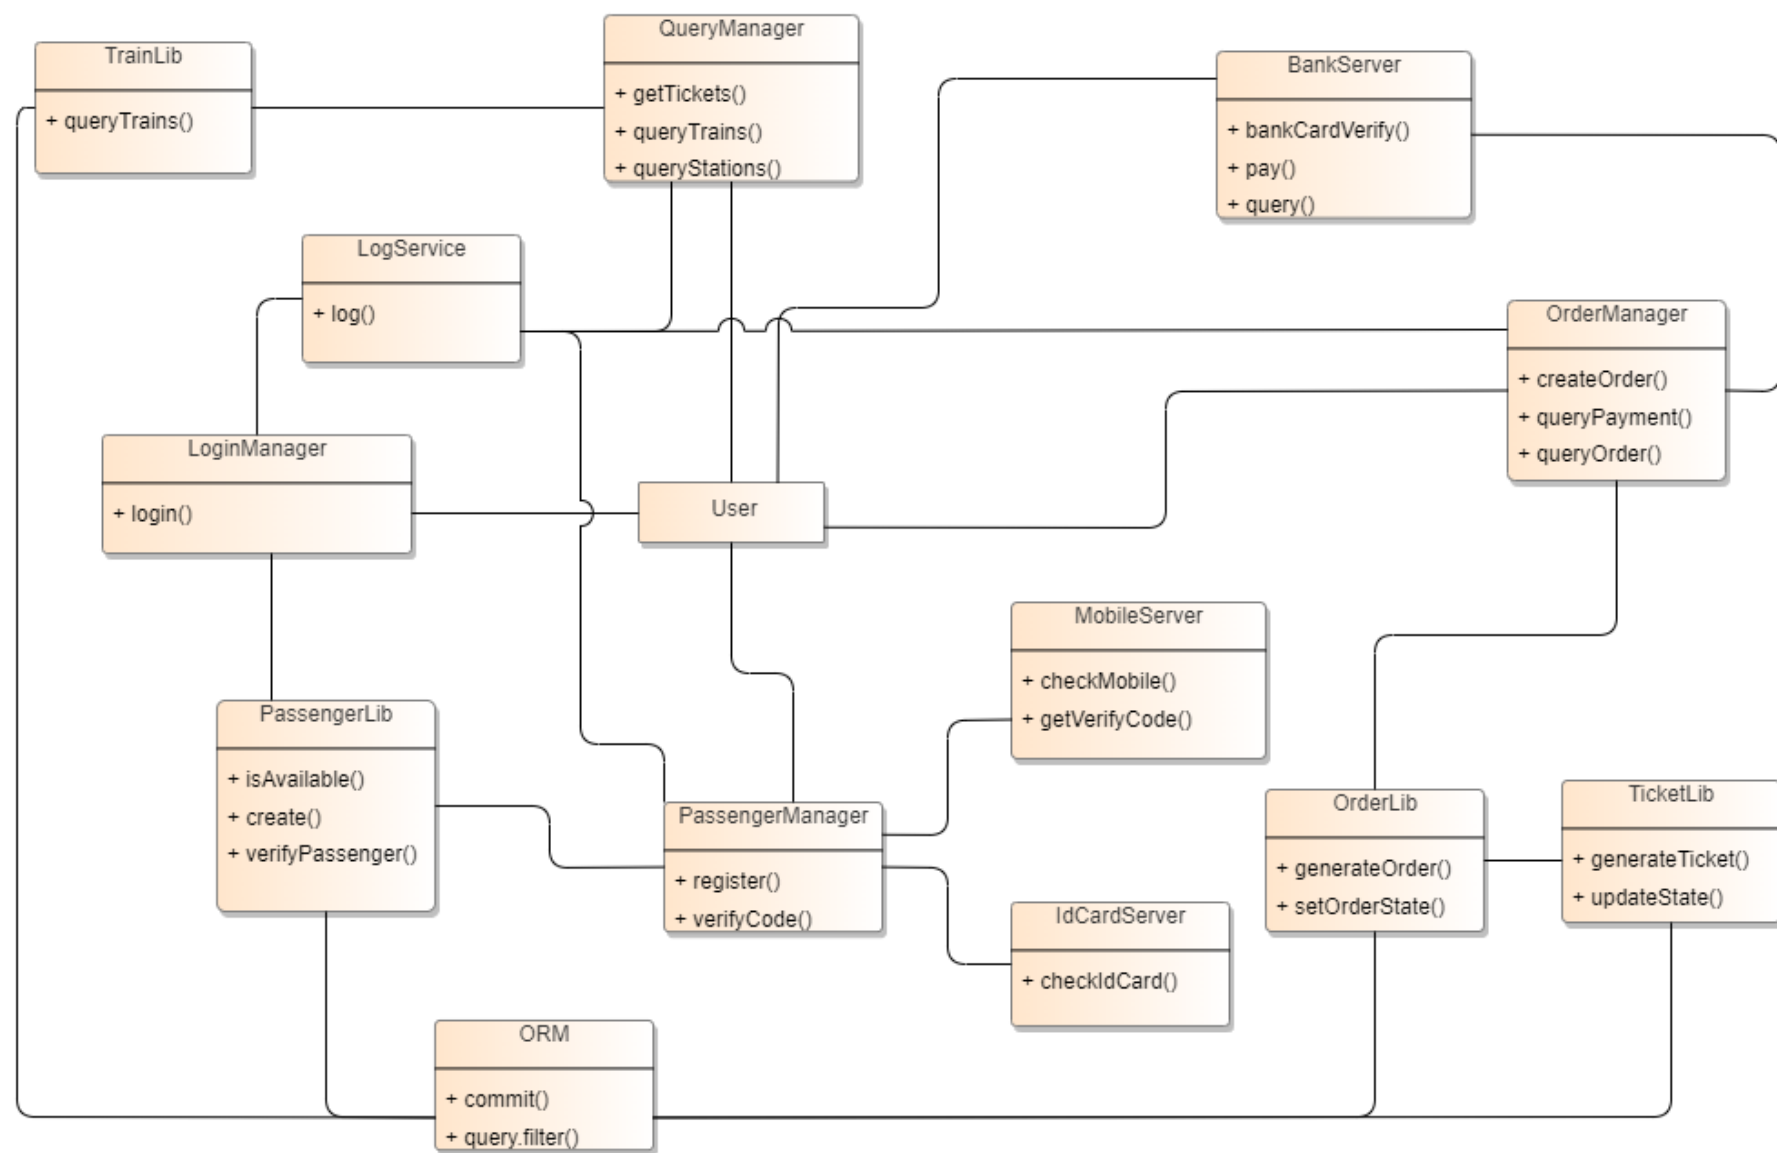 TrainLib
+ queryTrains()
QueryManager
+ getTickets()
+ queryTrains()
+ queryStations()
BankServer
+ bankCardVerify()
+ pay()
+ query()
LogService
+ log()
OrderManager
+ createOrder()
+ queryPayment()
+ queryOrder()
LoginManager
+ login()
User
MobileServer
+ checkMobile()
+ getVerifyCode()
PassengerLib
+ isAvailable()
+ create()
+ verifyPassenger()
PassengerManager
+ register()
+ verifyCode()
OrderLib
+ generateOrder()
+ setOrderState()
TicketLib
+ generateTicket()
+ updateState()
IdCardServer
+ checkIdCard()
ORM
+ commit()
+ query.filter()